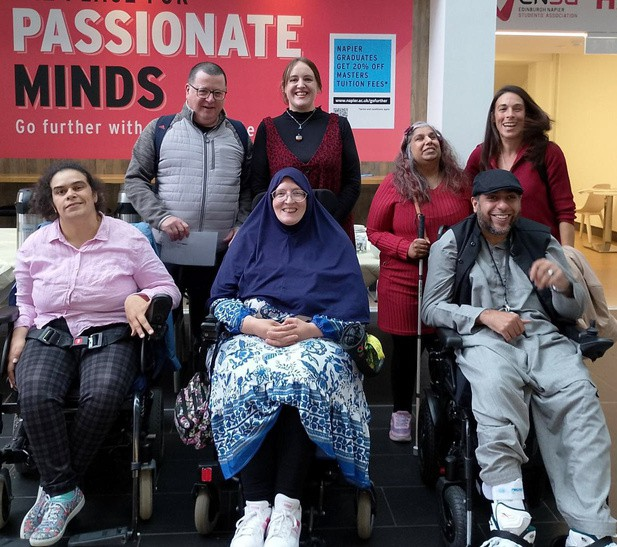 PASSIONATE
MINDS
Go further with
NAPIER
GRADUATES
GET 20% OFF
MASTERS
TUITION FEES*
www.napier.ac.uk/gofurther
EDINBURGH NAPIER
STUDENTS' ASSOCIATION